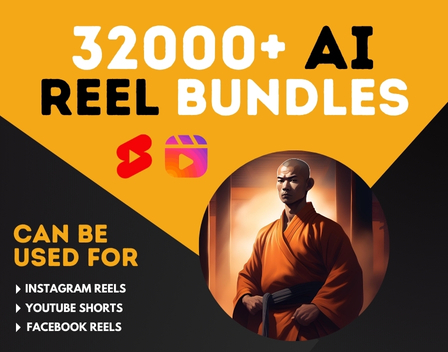 32000+ AI
REEL BUNDLES
CAN BE
USED FOR
INSTAGRAM REELS
YOUTUBE SHORTS
FACEBOOK REELS